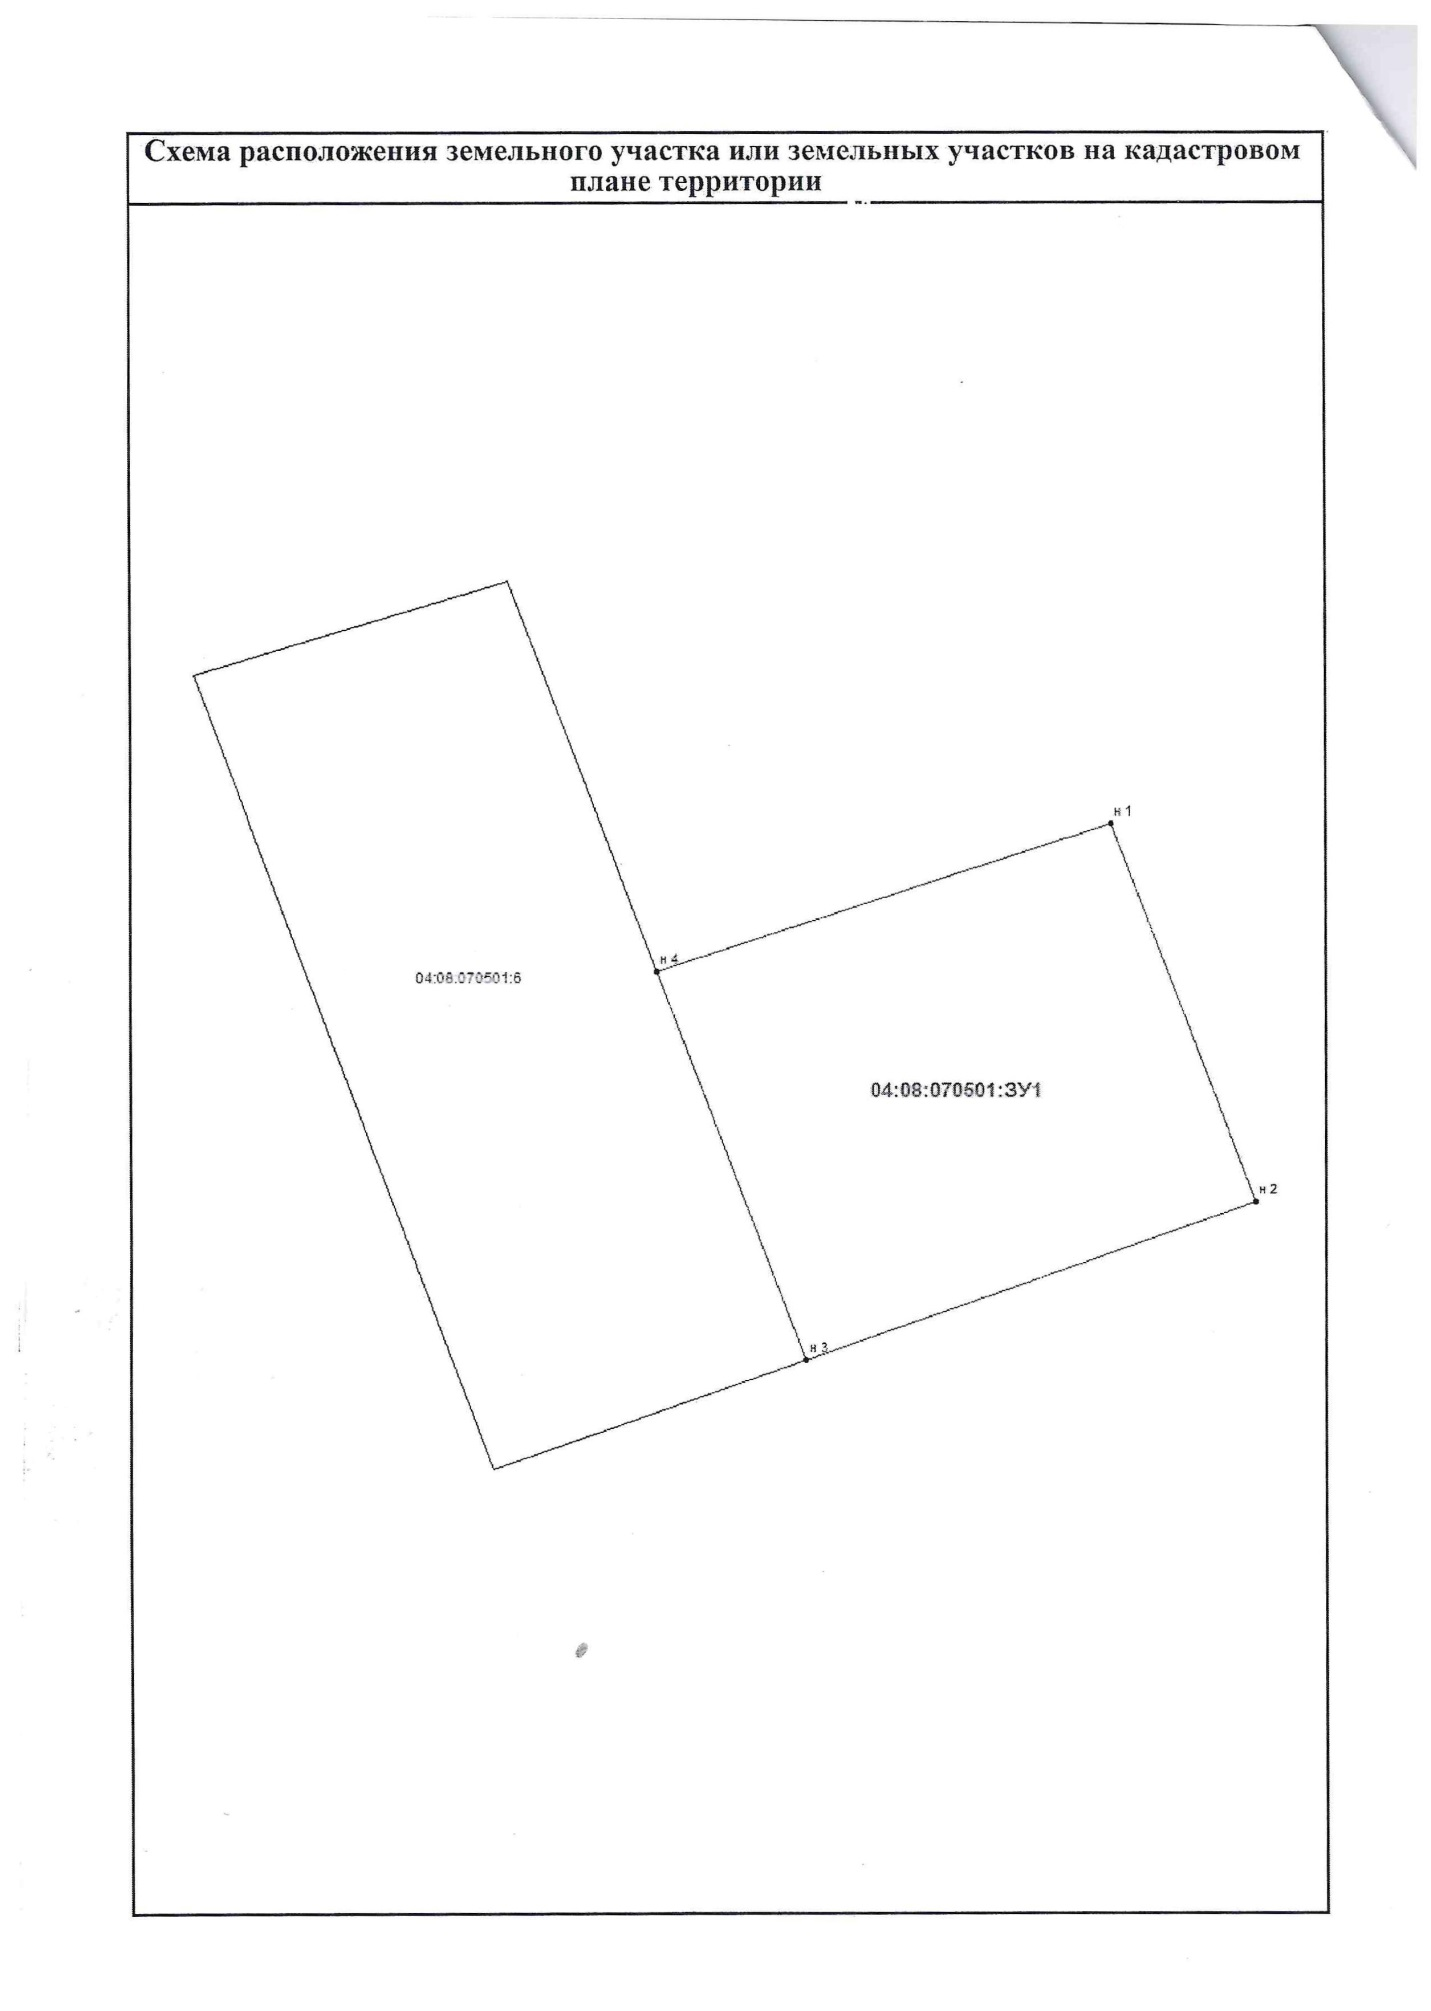 Схема расположения земельного участка или земельных участков на кадастровом
плане территории
н 1
н 4
04:08:070501:6
04:08:070501:ЗУ1
н 2
н 3